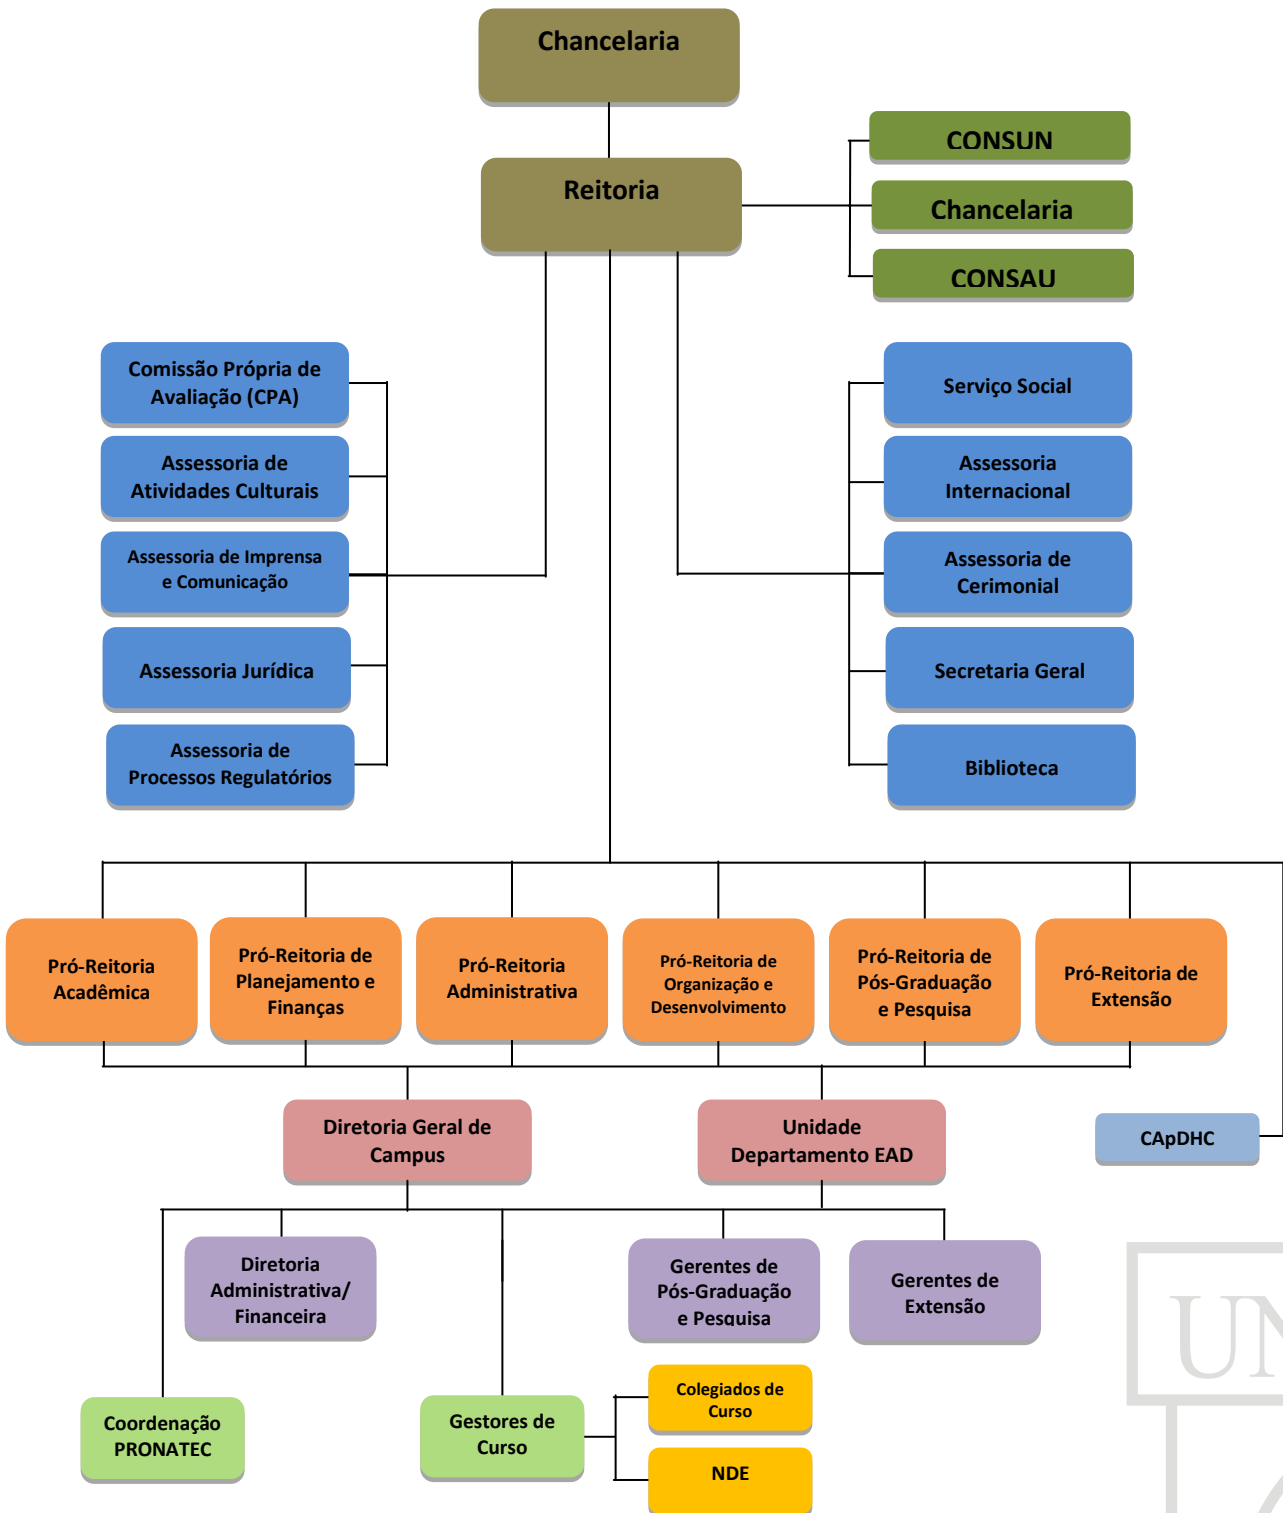 Chancelaria
CONSUN
Reitoria
Chancelaria
CONSAU
Comissão Própria de
Avaliação (CPA)
Assessoria de
Atividades Culturais
Assessoria de Imprensa
e Comunicação
Assessoria Jurídica
Assessoria de
Processos Regulatórios
Serviço Social
Assessoria
Internacional
Assessoria de
Cerimonial
Secretaria Geral
Biblioteca
Pró-Reitoria
Acadêmica
Pró-Reitoria de
Planejamento e
Finanças
Pró-Reitoria
Administrativa
Pró-Reitoria de
Organização e
Desenvolvimento
Pró-Reitoria de
Pós-Graduação
e Pesquisa
Pró-Reitoria de
Extensão
Diretoria Geral de
Campus
Unidade
Departamento EAD
CApDHC
Diretoria
Administrativa/
Financeira
Gerentes de
Pós-Graduação
e Pesquisa
Gerentes de
Extensão
Coordenação
PRONATEC
Gestores de
Curso
Colegiados de
Curso
NDE